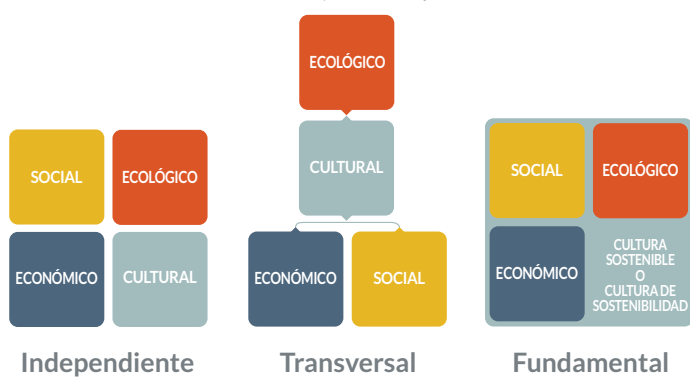 ECOLÓGICO
SOCIAL
ECOLÓGICO
ECONÓMICO
CULTURAL
CULTURAL
ECONÓMICO
SOCIAL
SOCIAL
ECOLÓGICO
ECONÓMICO
CULTURA
SOSTENIBLE
O
CULTURA DE
SOSTENIBILIDAD
Independiente
Transversal
Fundamental